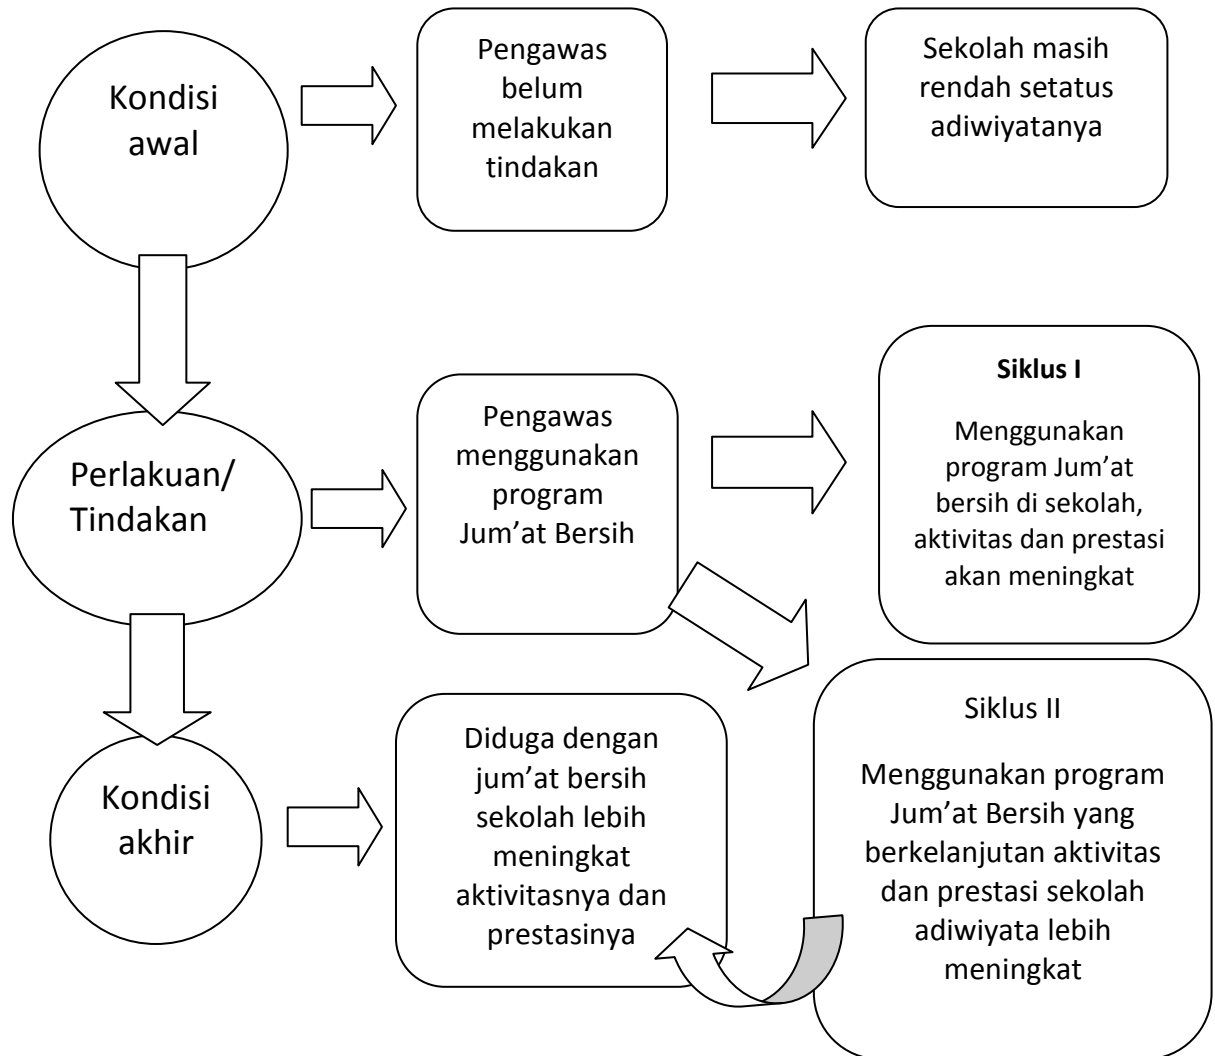 Kondisi
awal
Pengawas
belum
melakukan
tindakan
Sekolah masih
rendah setatus
adiwiyatanya
Perlakuan/
Tindakan
Pengawas
menggunakan
program
Jum’at Bersih
Siklus I
Menggunakan
program Jum’at
bersih di sekolah,
aktivitas dan prestasi
akan meningkat
Siklus II
Menggunakan program
Jum’at Bersih yang
berkelanjutan aktivitas
dan prestasi sekolah
adiwiyata lebih
meningkat
Kondisi
akhir
Diduga dengan
jum’at bersih
sekolah lebih
meningkat
aktivitasnya dan
prestasinya